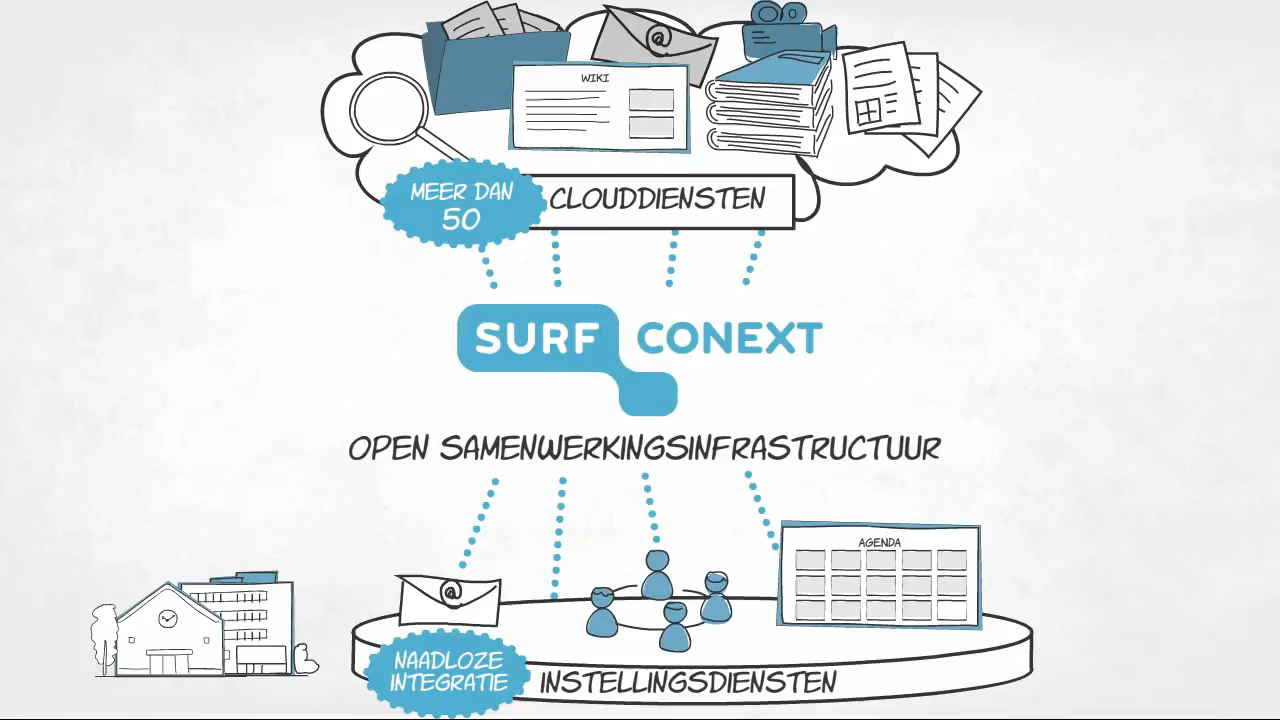 WIKI
MEER DAN
50
CLOUDDIENSTEN
SURF CONEXT
OPEN SAMENWERKINGSINFRASTRUCTUUR
AGENDA
NAADLOZE
INTEGRATIE
INSTELLINGSDIENSTEN